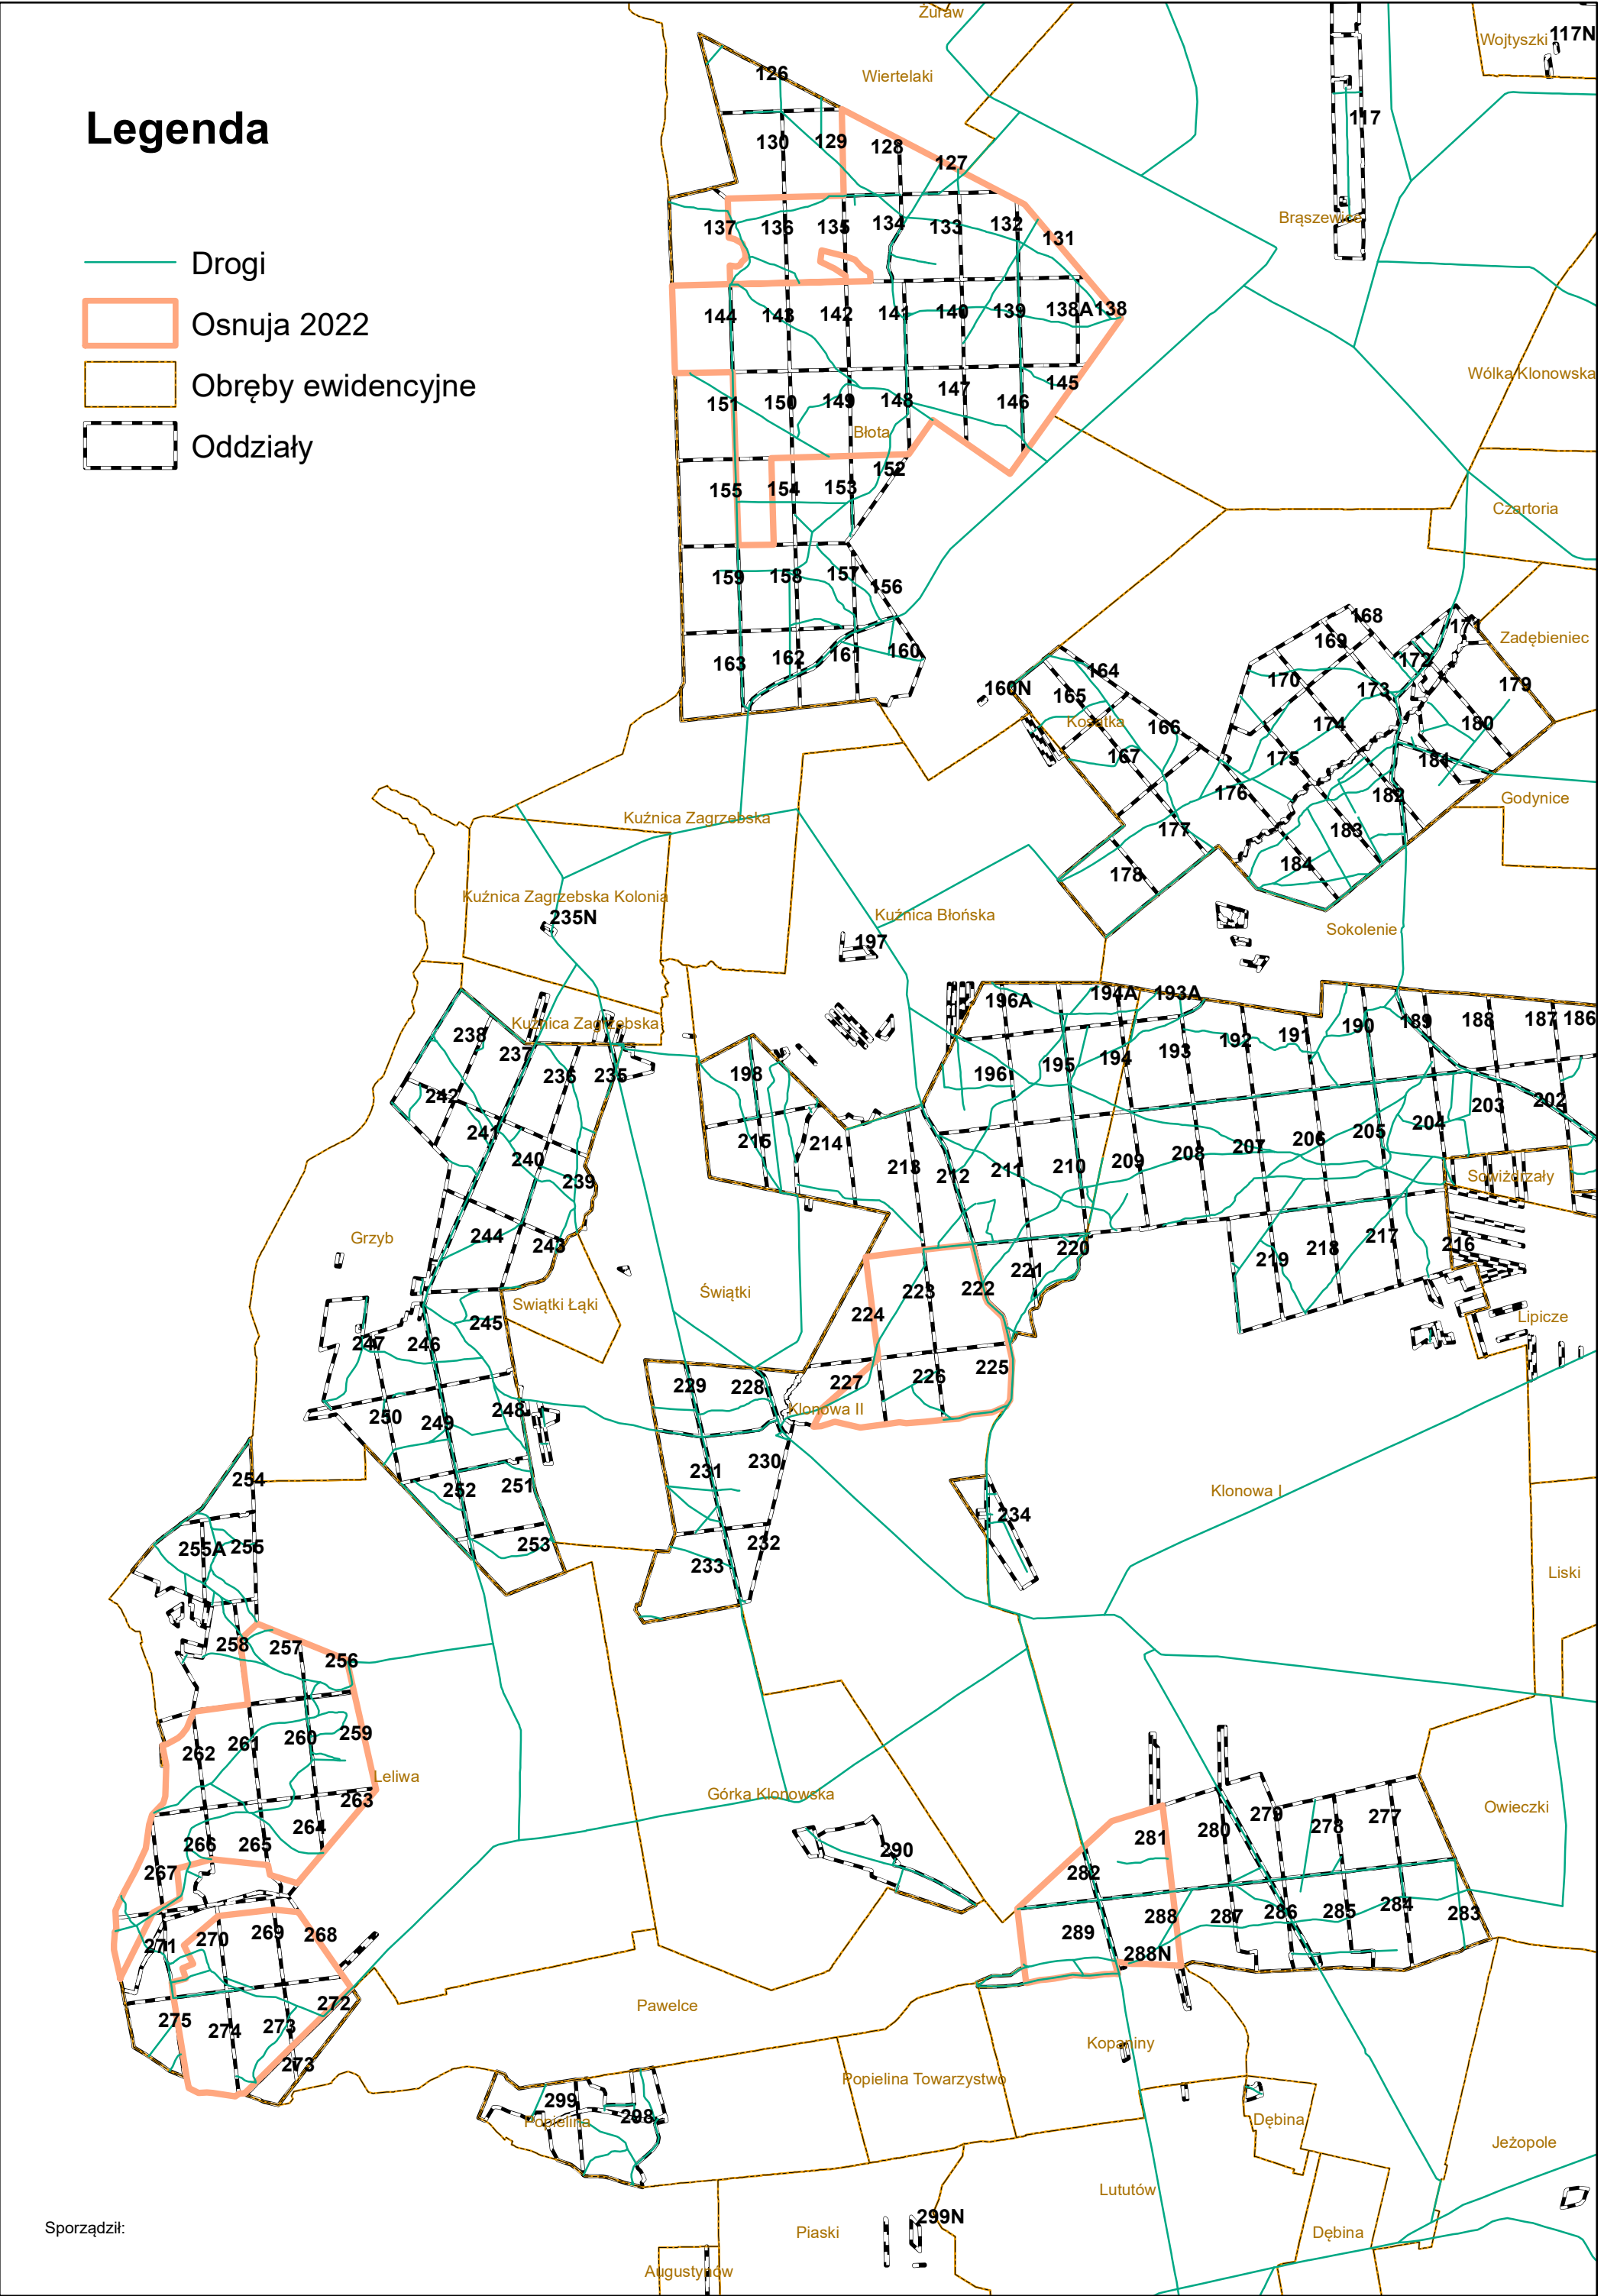 Legenda
Drogi
Osnuja 2022
Obręby ewidencyjne
Oddziały
Żuraw
Wojtyszki 117N
126 Wiertelaki
117
130 129 128
127
Brąszewice
137 136 135 134 133 132 131
144 143 142 141 140 139 138A 138
Wólka Klonowska
151 150 149 148 147 146 145
Błota
152
155 154 153
Czartoria
159 158 157 156
168 171
169 Zadębieniec
163 162 161 160
164 170 172
160N 165 173 179
Kosatka 166 174 180
167 175 181
176 182 Godynice
Kuźnica Zagrzebska
177 183
178 184
Kuźnica Zagrzebska Kolonia
235N Kuźnica Błońska
197 Sokolenie
196A 194A 193A
238 Kuźnica Zagrzebska
237 192 191 190 189 188 187 186
236 235 198 196 195 194 193
242 203 202
241 215 214 204
240 213 212 211 210 209 208 207 206 205
239 Sowiżdrzały
Grzyb 244 243
220 219 218 217 216
221
Świątki Łąki Świątki 223 222
245 224 Lipicze
247 246
229 228 227 226 225
250 249 248 Klonowa II
254 252 251 231 230
Klonowa I
234
255A 255 253 233 232
Liski
258 257 256
262 261 260 259
Leliwa
263 Górka Klonowska
264 Owieczki
267 266 265 290
282 281 280 279 278 277
271 270 269 268
289 288 287 286 285 284 283
288N
275 274 273 272
Pawelce
273
Kopaniny
Popielina Towarzystwo
299 298
Popielina
Dębina
Jeżopole
Lututów
Sporządził:
299N
Piaski Dębina
Augustynów